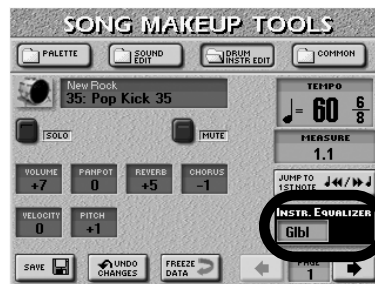 SONG MAKEUP TOOLS
PALETTE
SOUND EDIT
DRUM INSTR EDIT
COMMON
New Rock
35: Pop Kick 35
SOLO
MUTE
TEMPO
♩= 60 6/8
MEASURE
1.1
VOLUME +7
PANPOT 0
REVERB +5
CHORUS -1
JUMP TO 1ST NOTE
VELOCITY 0
PITCH +1
INSTR. EQUALIZER
Glbl
SAVE
UNDO CHANGES
FREEZE DATA
PAGE
1